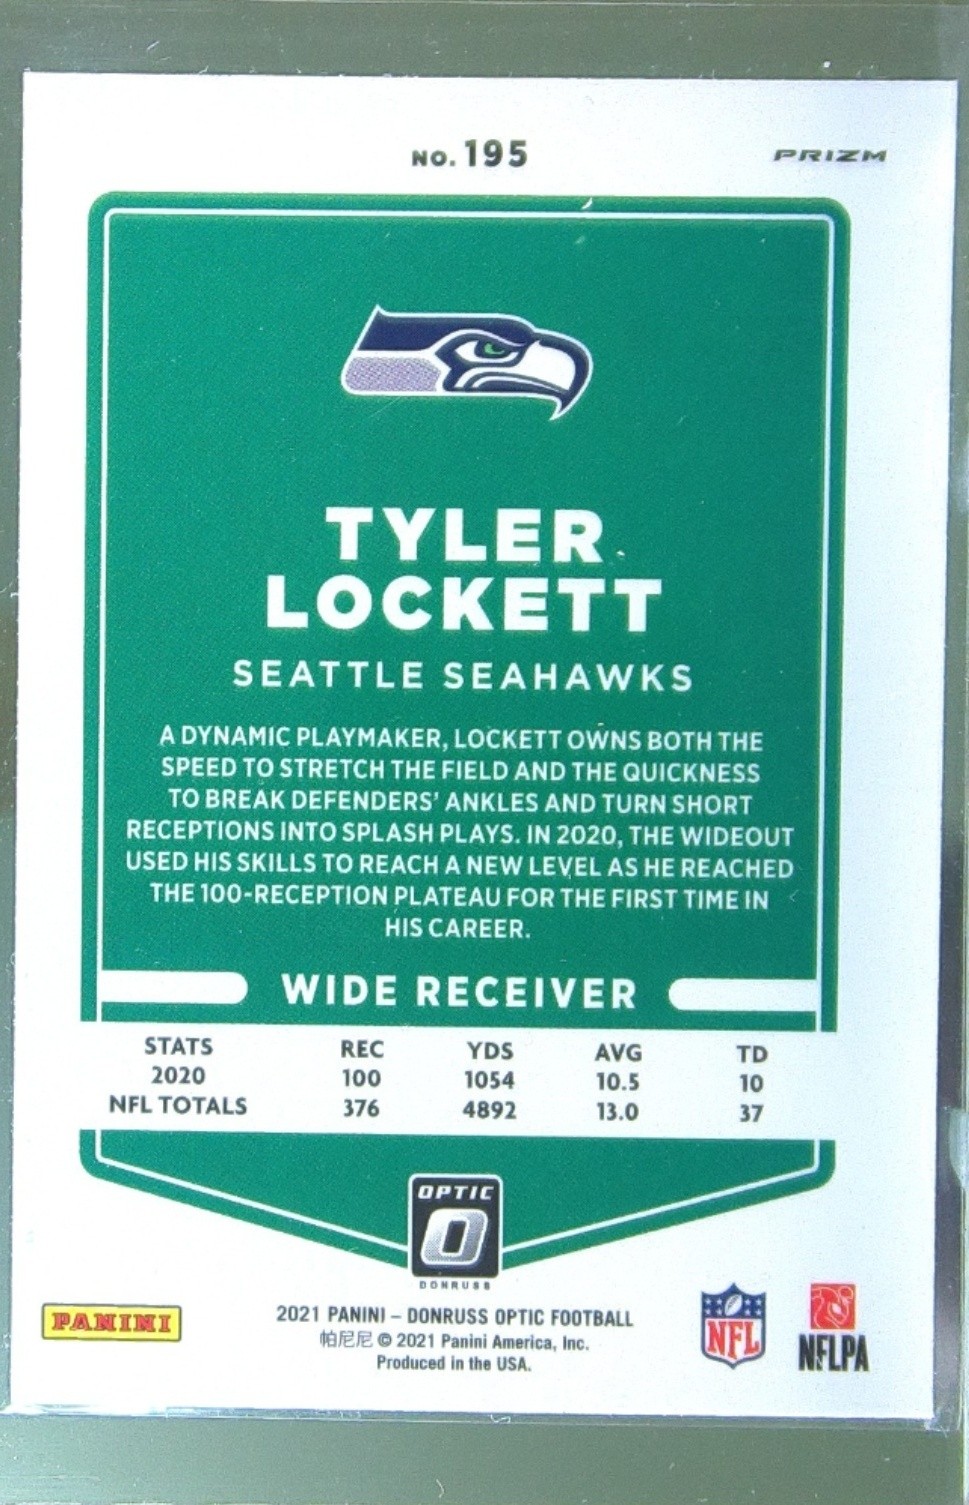 NO. 195
PRIZM
TYLER
LOCKETT
SEATTLE SEAHAWKS
A DYNAMIC PLAYMAKER, LOCKETT OWNS BOTH THE
SPEED TO STRETCH THE FIELD AND THE QUICKNESS
TO BREAK DEFENDERS' ANKLES AND TURN SHORT
RECEPTIONS INTO SPLASH PLAYS. IN 2020, THE WIDEOUT
USED HIS SKILLS TO REACH A NEW LEVEL AS HE REACHED
THE 100-RECEPTION PLATEAU FOR THE FIRST TIME IN
HIS CAREER.
WIDE RECEIVER
STATS REC YDS AVG TD
2020 100 1054 10.5 10
NFL TOTALS 376 4892 13.0 37
OPTIC
O
DONRUSS
PANINI
2021 PANINI – DONRUSS OPTIC FOOTBALL
帕尼尼 © 2021 Panini America, Inc.
Produced in the USA.
NFL
NFLPA